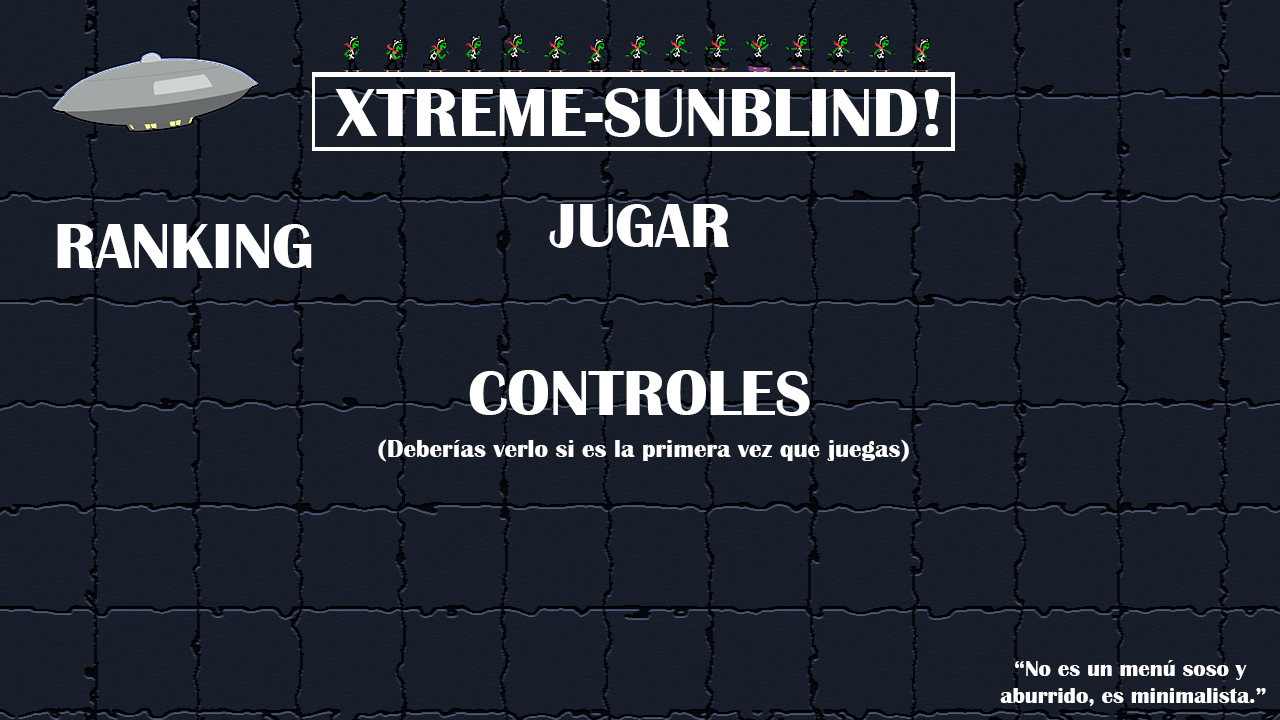 XTREME-SUNBLIND!
JUGAR
RANKING
CONTROLES
(Deberías verlo si es la primera vez que juegas)
“No es un menú soso y
aburrido, es minimalista.”